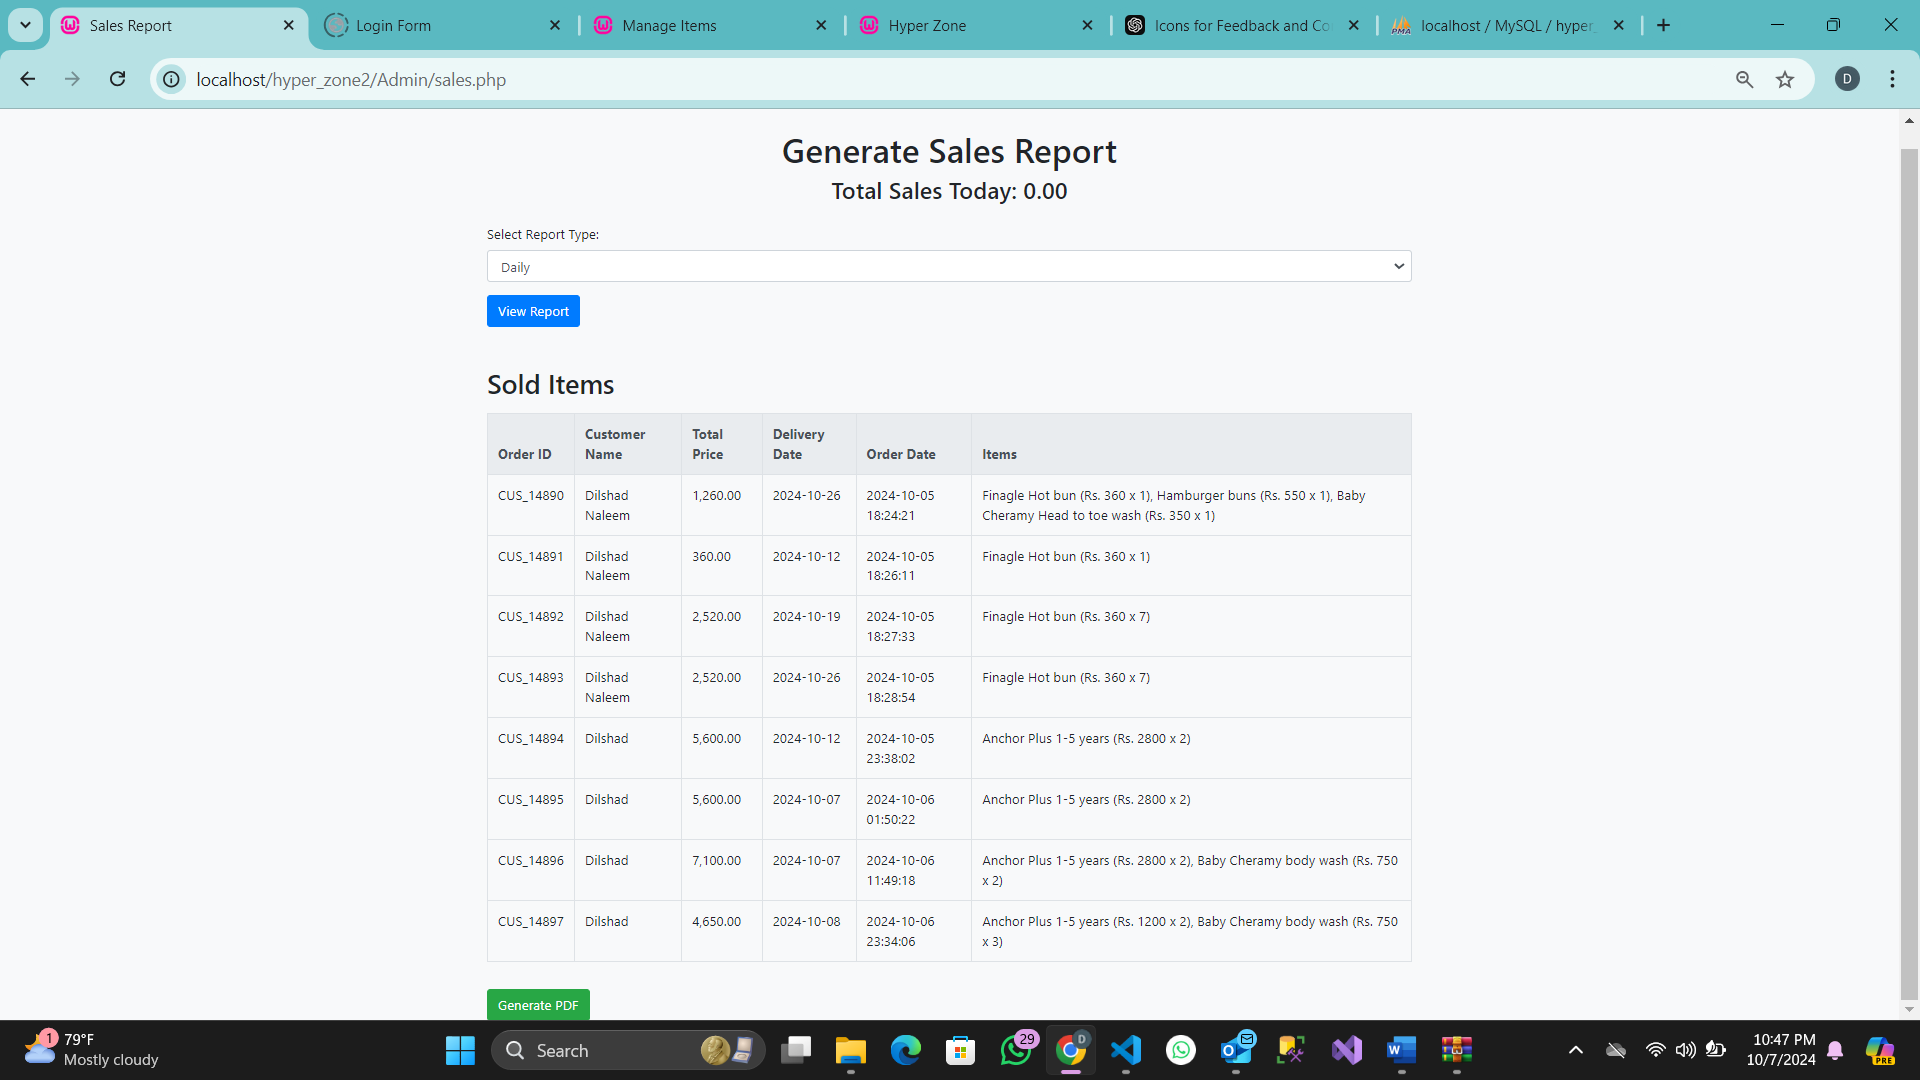 Sales Report
Login Form
Manage Items
Hyper Zone
Icons for Feedback and Co
localhost / MySQL / hyper_
localhost/hyper_zone2/Admin/sales.php
D
Generate Sales Report
Total Sales Today: 0.00
Select Report Type:
Daily
View Report
Sold Items
Order ID Customer Name Total Price Delivery Date Order Date Items
CUS_14890 Dilshad Naleem 1,260.00 2024-10-26 2024-10-05 18:24:21 Finagle Hot bun (Rs. 360 x 1), Hamburger buns (Rs. 550 x 1), Baby Cheramy Head to toe wash (Rs. 350 x 1)
CUS_14891 Dilshad Naleem 360.00 2024-10-12 2024-10-05 18:26:11 Finagle Hot bun (Rs. 360 x 1)
CUS_14892 Dilshad Naleem 2,520.00 2024-10-19 2024-10-05 18:27:33 Finagle Hot bun (Rs. 360 x 7)
CUS_14893 Dilshad Naleem 2,520.00 2024-10-26 2024-10-05 18:28:54 Finagle Hot bun (Rs. 360 x 7)
CUS_14894 Dilshad 5,600.00 2024-10-12 2024-10-05 23:38:02 Anchor Plus 1-5 years (Rs. 2800 x 2)
CUS_14895 Dilshad 5,600.00 2024-10-07 2024-10-06 01:50:22 Anchor Plus 1-5 years (Rs. 2800 x 2)
CUS_14896 Dilshad 7,100.00 2024-10-07 2024-10-06 11:49:18 Anchor Plus 1-5 years (Rs. 2800 x 2), Baby Cheramy body wash (Rs. 750 x 2)
CUS_14897 Dilshad 4,650.00 2024-10-08 2024-10-06 23:34:06 Anchor Plus 1-5 years (Rs. 1200 x 2), Baby Cheramy body wash (Rs. 750 x 3)
Generate PDF
1
79°F
Mostly cloudy
Search
29
D
PRE
10:47 PM
10/7/2024